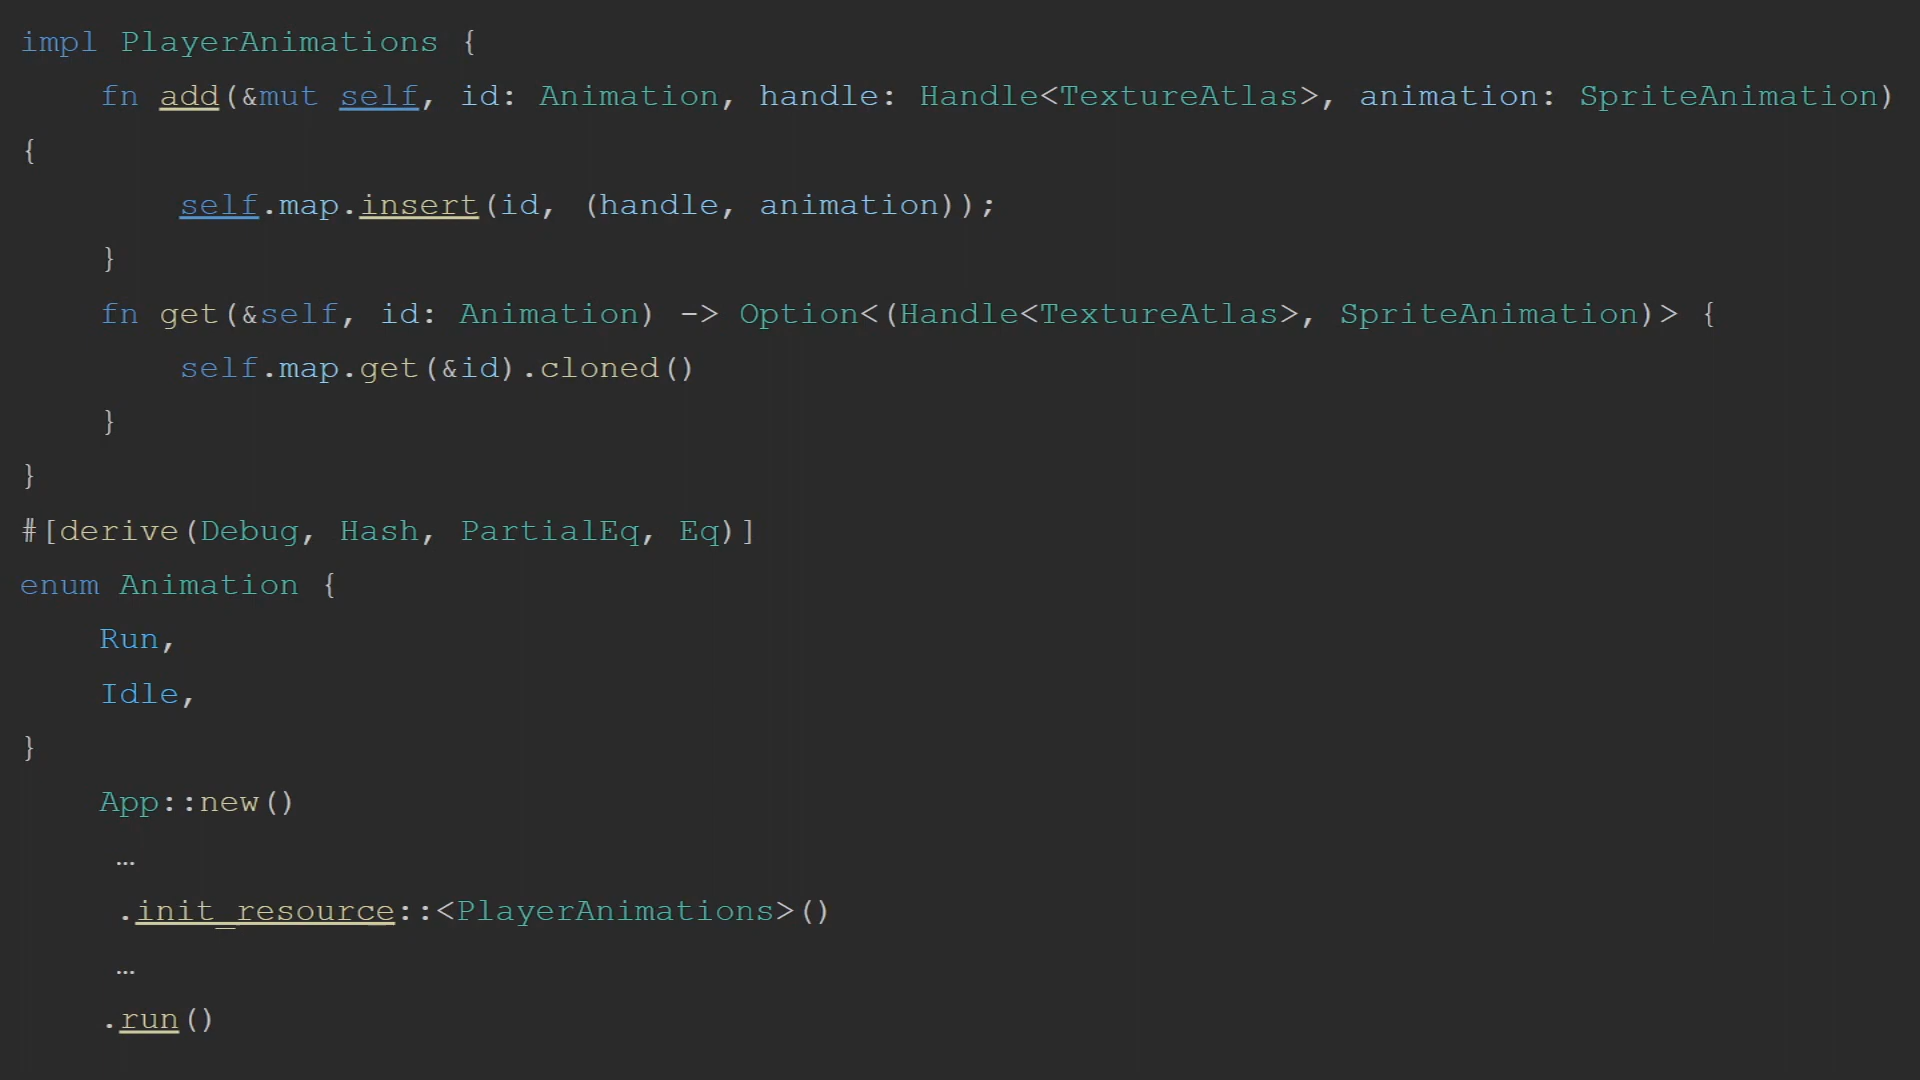 impl PlayerAnimations {
    fn add(&mut self, id: Animation, handle: Handle<TextureAtlas>, animation: SpriteAnimation)
{
        self.map.insert(id, (handle, animation));
    }
    fn get(&self, id: Animation) -> Option<(Handle<TextureAtlas>, SpriteAnimation)> {
        self.map.get(&id).cloned()
    }
}
#[derive(Debug, Hash, PartialEq, Eq)]
enum Animation {
    Run,
    Idle,
}
    App::new()
     …
     .init_resource::<PlayerAnimations>()
     …
    .run()